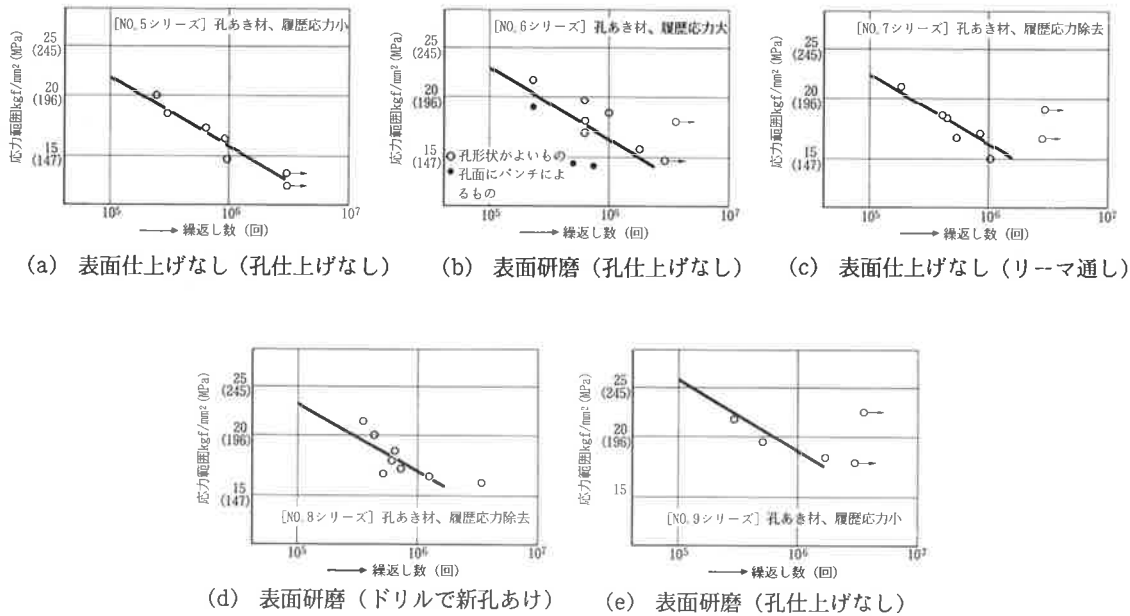 [NO.5シリーズ] 孔あき材、履歴応力小
応力範囲kgf/mm² (MPa)
25
(245)
20
(196)
15
(147)
10⁵
10⁶
10⁷
→ 繰返し数 (回)
(a) 表面仕上げなし (孔仕上げなし)
[NO.6シリーズ] 孔あき材、履歴応力大
応力範囲kgf/mm² (MPa)
25
(245)
20
(196)
15
(147)
○ 孔形状がよいもの
● 孔面にパンチによ
るもの
10⁵
10⁶
10⁷
→ 繰返し数 (回)
(b) 表面研磨 (孔仕上げなし)
[NO.7シリーズ] 孔あき材、履歴応力除去
応力範囲kgf/mm² (MPa)
25
(245)
20
(196)
15
(147)
10⁵
10⁶
10⁷
→ 繰返し数 (回)
(c) 表面仕上げなし (リーマ通し)
応力範囲kgf/mm² (MPa)
25
(245)
20
(196)
15
(147)
[NO.8シリーズ] 孔あき材、履歴応力除去
10⁵
10⁶
10⁷
→ 繰返し数 (回)
(d) 表面研磨 (ドリルで新孔あけ)
応力範囲kgf/mm² (MPa)
25
(245)
20
(196)
15
(147)
[NO.9シリーズ] 孔あき材、履歴応力小
10⁵
10⁶
10⁷
→ 繰返し数 (回)
(e) 表面研磨 (孔仕上げなし)